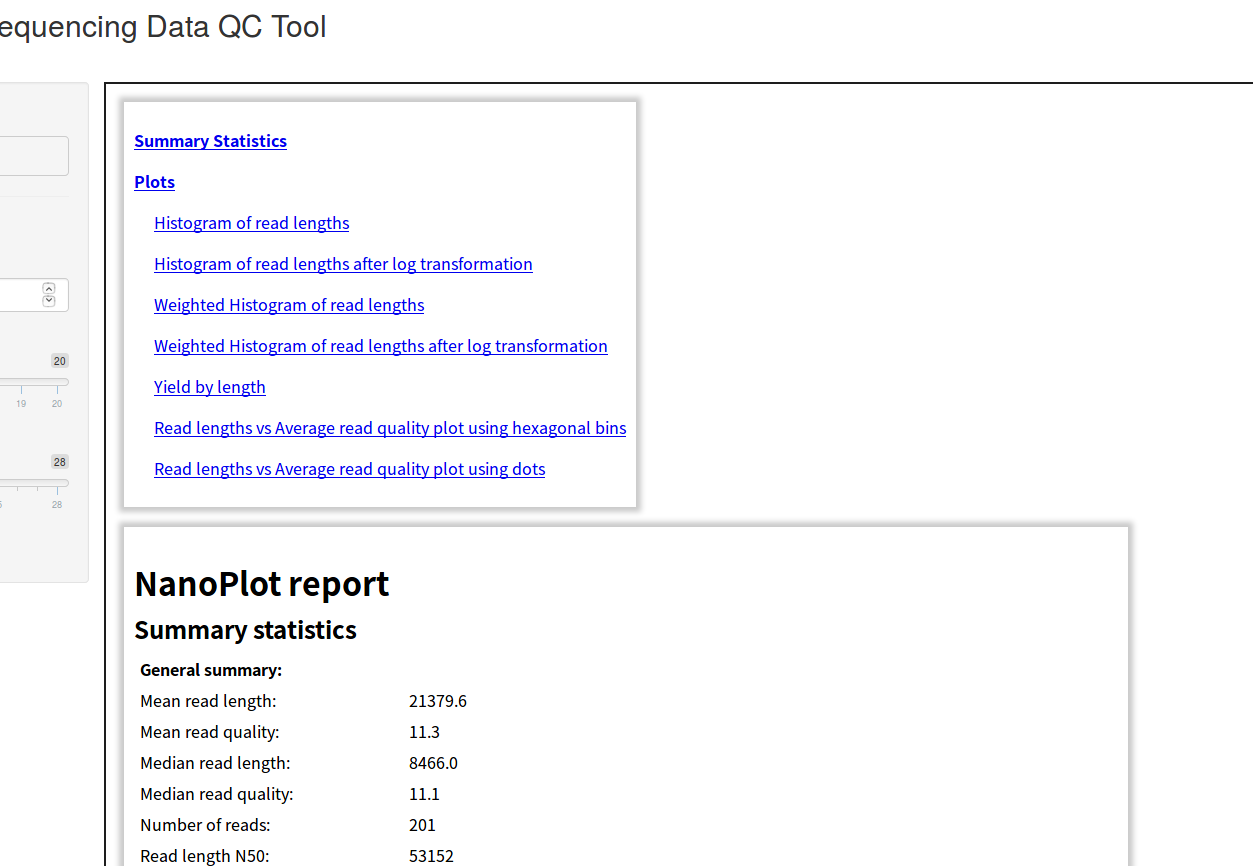 equencing Data QC Tool
20
19 20
28
28
Summary Statistics
Plots
Histogram of read lengths
Histogram of read lengths after log transformation
Weighted Histogram of read lengths
Weighted Histogram of read lengths after log transformation
Yield by length
Read lengths vs Average read quality plot using hexagonal bins
Read lengths vs Average read quality plot using dots
NanoPlot report
Summary statistics
General summary:
Mean read length: 21379.6
Mean read quality: 11.3
Median read length: 8466.0
Median read quality: 11.1
Number of reads: 201
Read length N50: 53152